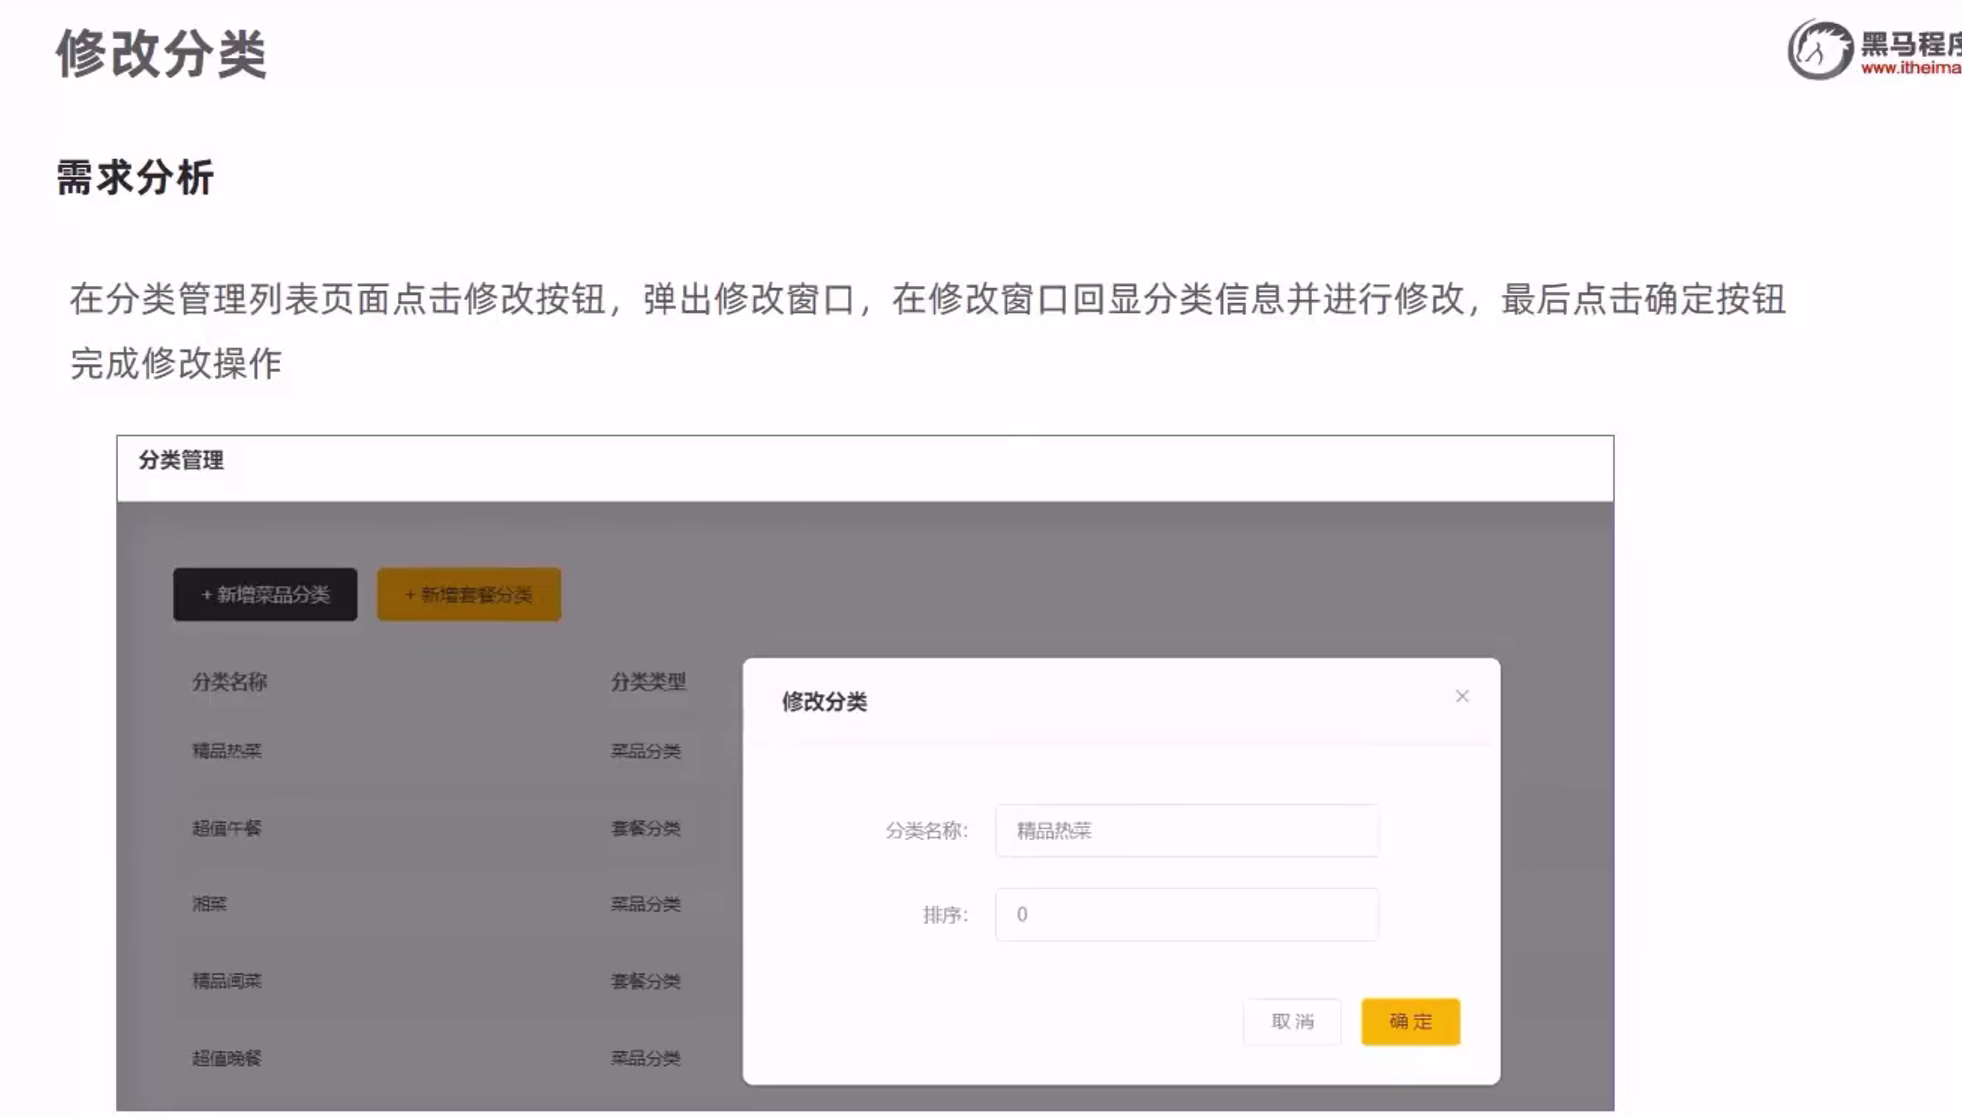 修改分类
黑马程序
www.itheima
需求分析
在分类管理列表页面点击修改按钮，弹出修改窗口，在修改窗口回显分类信息并进行修改，最后点击确定按钮
完成修改操作
分类管理
+ 新增菜品分类
+ 新增套餐分类
分类名称
分类类型
精品热菜
菜品分类
超值午餐
套餐分类
湘菜
菜品分类
精品闽菜
套餐分类
超值晚餐
菜品分类
修改分类
×
分类名称：
精品热菜
排序：
0
取 消
确 定